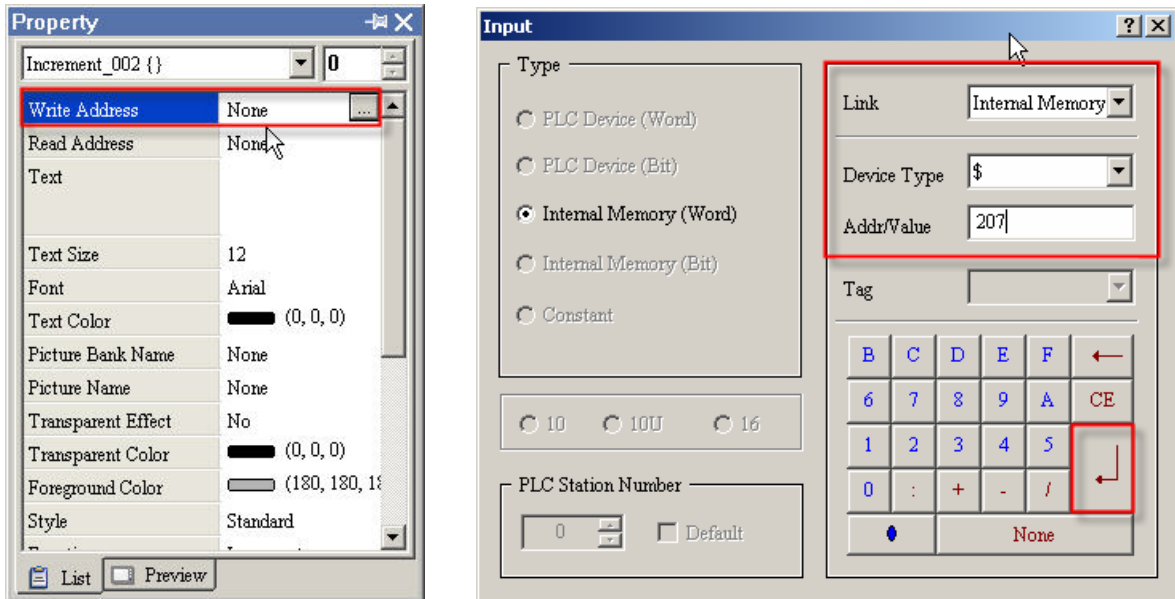 Property
Increment_002 {} 0
Write Address None ...
Read Address None
Text
Text Size 12
Font Arial
Text Color (0, 0, 0)
Picture Bank Name None
Picture Name None
Transparent Effect No
Transparent Color (0, 0, 0)
Foreground Color (180, 180, 18
Style Standard
List Preview
Input ?
Type
PLC Device (Word)
PLC Device (Bit)
Internal Memory (Word)
Internal Memory (Bit)
Constant
10 10U 16
PLC Station Number
0 Default
Link Internal Memory
Device Type $
Addr/Value 207
Tag
B C D E F ←
6 7 8 9 A CE
1 2 3 4 5
0 : + - /
None